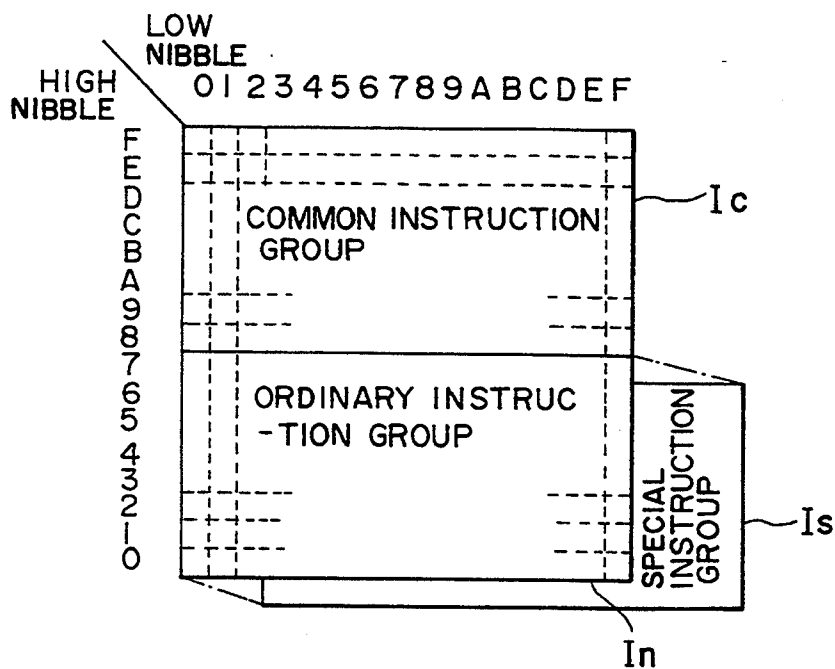 LOW
NIBBLE
HIGH
NIBBLE
0 1 2 3 4 5 6 7 8 9 A B C D E F
F
E
D
C
B
A
9
8
7
6
5
4
3
2
1
0
COMMON INSTRUCTION
GROUP
Ic
ORDINARY INSTRUC
-TION GROUP
SPECIAL
INSTRUCTION
GROUP
Is
In